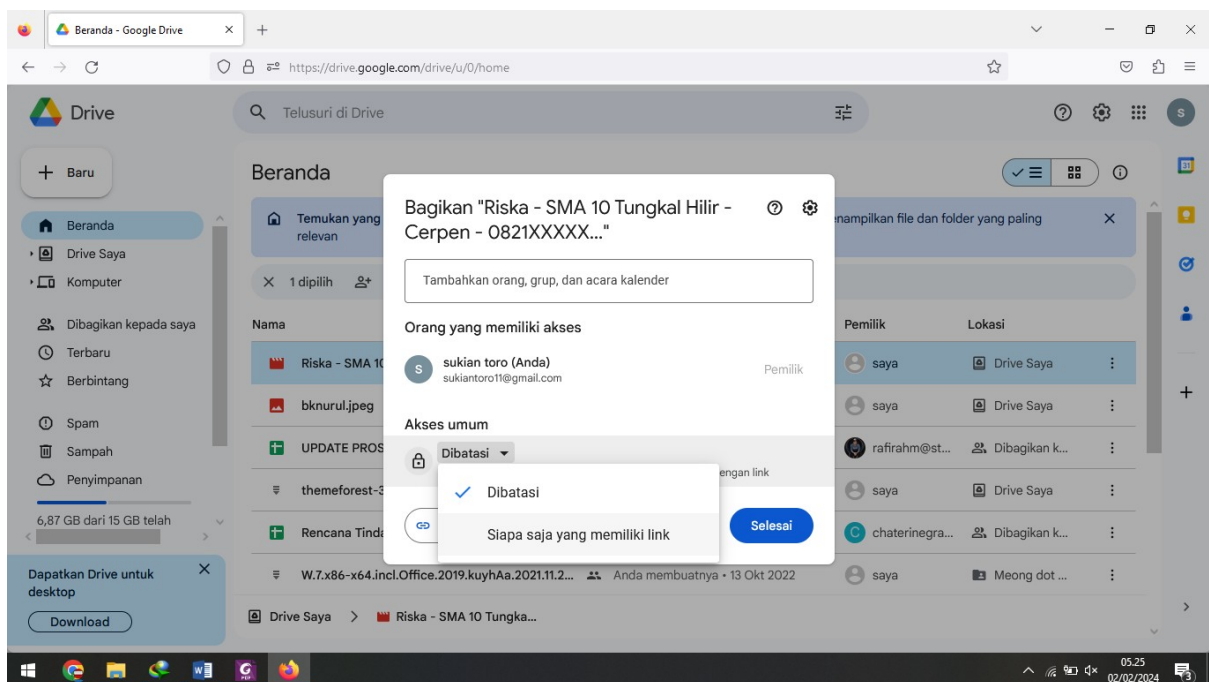 Beranda - Google Drive
https://drive.google.com/drive/u/0/home
Drive
Telusuri di Drive
S
Baru
Beranda
31
Beranda
Drive Saya
Komputer
Dibagikan kepada saya
Terbaru
Berbintang
Spam
Sampah
Penyimpanan
6,87 GB dari 15 GB telah
Dapatkan Drive untuk
desktop
Download
Temukan yang
relevan
enampilkan file dan folder yang paling
1 dipilih
Nama
Pemilik
Lokasi
Riska - SMA 10
saya
Drive Saya
bknurul.jpeg
saya
Drive Saya
UPDATE PROS
rafirahm@st...
Dibagikan k...
themeforest-3
saya
Drive Saya
Rencana Tinda
C
chaterinegra...
Dibagikan k...
W.7.x86-x64.incl.Office.2019.kuyhAa.2021.11.2...
Anda membuatnya • 13 Okt 2022
saya
Meong dot ...
Drive Saya > Riska - SMA 10 Tungka...
Bagikan "Riska - SMA 10 Tungkal Hilir -
Cerpen - 0821XXXXX..."
Tambahkan orang, grup, dan acara kalender
Orang yang memiliki akses
S
sukian toro (Anda)
sukiantoro11@gmail.com
Pemilik
Akses umum
Dibatasi
engan link
Dibatasi
Siapa saja yang memiliki link
Selesai
05.25
02/02/2024
3